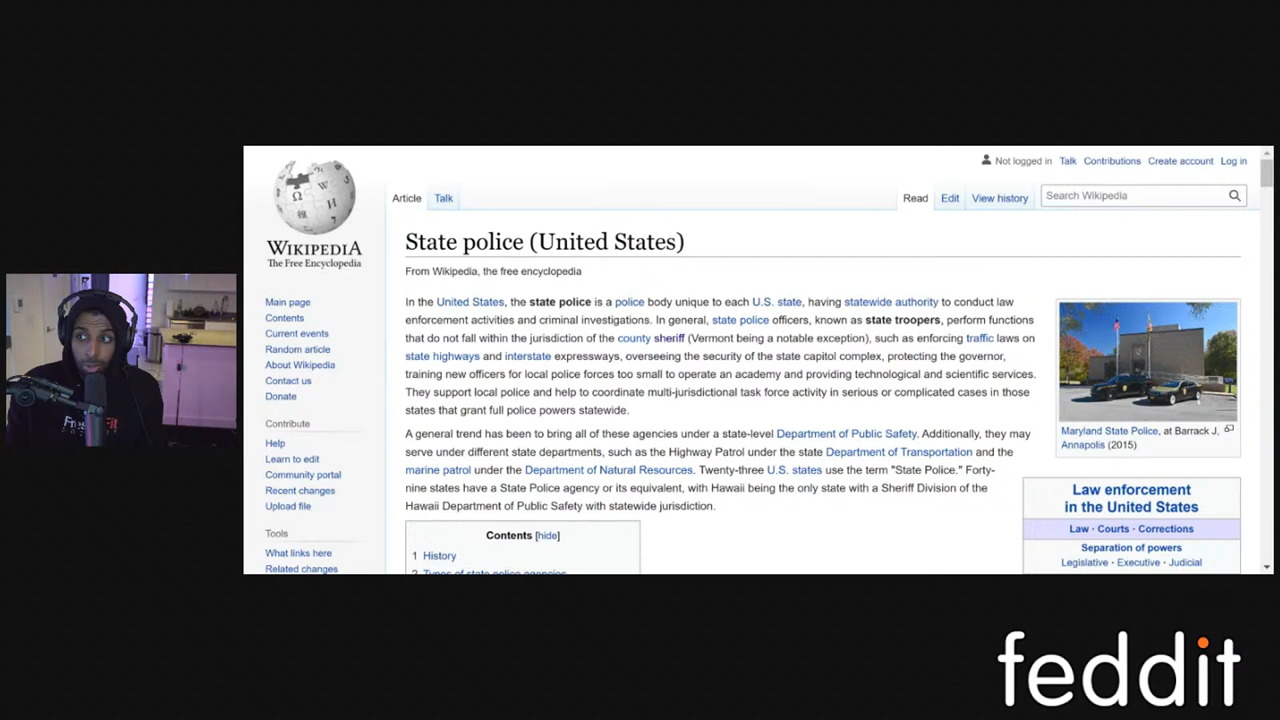 Not logged in Talk Contributions Create account Log in
Article Talk Read Edit View history Search Wikipedia
WIKIPEDIA
The Free Encyclopedia
State police (United States)
From Wikipedia, the free encyclopedia
Main page
Contents
Current events
Random article
About Wikipedia
Contact us
Donate
Contribute
Help
Learn to edit
Community portal
Recent changes
Upload file
Tools
What links here
Related changes
In the United States, the state police is a police body unique to each U.S. state, having statewide authority to conduct law
enforcement activities and criminal investigations. In general, state police officers, known as state troopers, perform functions
that do not fall within the jurisdiction of the county sheriff (Vermont being a notable exception), such as enforcing traffic laws on
state highways and interstate expressways, overseeing the security of the state capitol complex, protecting the governor,
training new officers for local police forces too small to operate an academy and providing technological and scientific services.
They support local police and help to coordinate multi-jurisdictional task force activity in serious or complicated cases in those
states that grant full police powers statewide.
A general trend has been to bring all of these agencies under a state-level Department of Public Safety. Additionally, they may
serve under different state departments, such as the Highway Patrol under the state Department of Transportation and the
marine patrol under the Department of Natural Resources. Twenty-three U.S. states use the term "State Police." Forty-
nine states have a State Police agency or its equivalent, with Hawaii being the only state with a Sheriff Division of the
Hawaii Department of Public Safety with statewide jurisdiction.
Contents [hide]
1 History
2 Types of state police agencies
Maryland State Police, at Barrack J,
Annapolis (2015)
Law enforcement
in the United States
Law · Courts · Corrections
Separation of powers
Legislative · Executive · Judicial
feddit